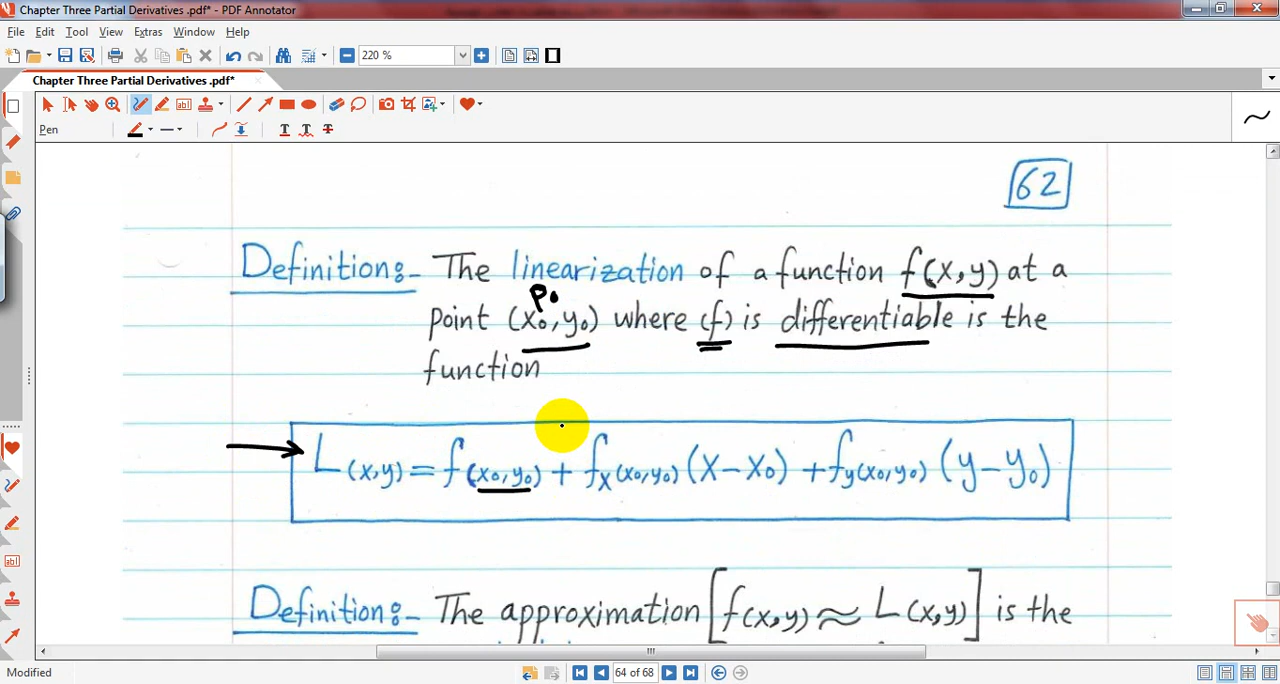 Chapter Three Partial Derivatives .pdf* - PDF Annotator
File Edit Tool View Extras Window Help
220 %
Chapter Three Partial Derivatives .pdf*
Pen
62
Definition:- The linearization of a function f(x,y) at a
P₀
point (x₀,y₀) where (f) is differentiable is the
function
L(x,y) = f(x₀,y₀) + fx(x₀,y₀) (x-x₀) + fy(x₀,y₀) (y-y₀)
Definition:- The approximation [f(x,y) ≈ L(x,y)] is the
Modified
64 of 68